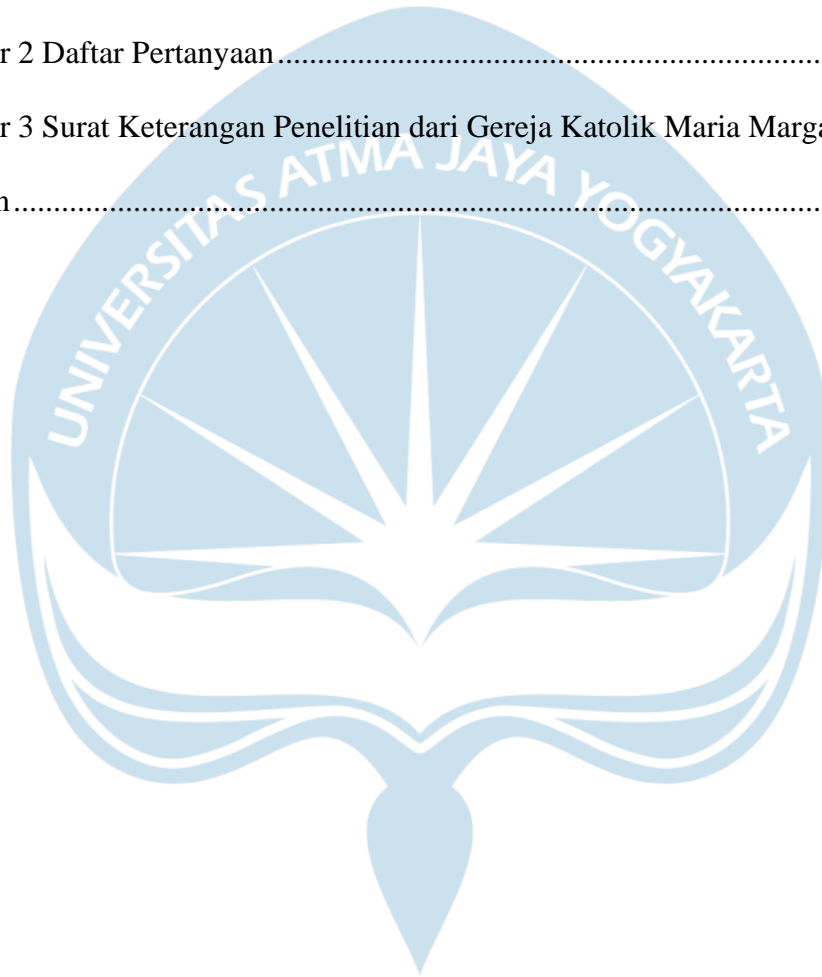 r 2 Daftar Pertanyaan..........................................................................................
r 3 Surat Keterangan Penelitian dari Gereja Katolik Maria Marga
n.......................................................................................................................
UNIVERSITAS ATMA JAYA YOGYAKARTA